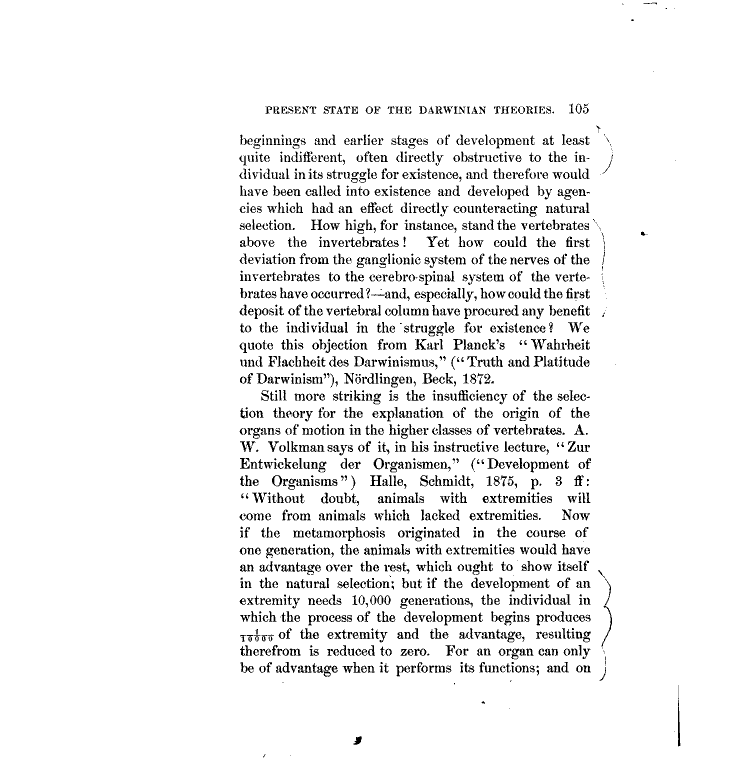 PRESENT STATE OF THE DARWINIAN THEORIES. 105
beginnings and earlier stages of development at least
quite indifferent, often directly obstructive to the in-
dividual in its struggle for existence, and therefore would
have been called into existence and developed by agen-
cies which had an effect directly counteracting natural
selection. How high, for instance, stand the vertebrates
above the invertebrates! Yet how could the first
deviation from the ganglionic system of the nerves of the
invertebrates to the cerebro-spinal system of the verte-
brates have occurred?—and, especially, how could the first
deposit of the vertebral column have procured any benefit
to the individual in the struggle for existence? We
quote this objection from Karl Planck's "Wahrheit
und Flachheit des Darwinismus," ("Truth and Platitude
of Darwinism"), Nördlingen, Beck, 1872.
Still more striking is the insufficiency of the selec-
tion theory for the explanation of the origin of the
organs of motion in the higher classes of vertebrates. A.
W. Volkman says of it, in his instructive lecture, "Zur
Entwickelung der Organismen," ("Development of
the Organisms") Halle, Schmidt, 1875, p. 3 ff:
"Without doubt, animals with extremities will
come from animals which lacked extremities. Now
if the metamorphosis originated in the course of
one generation, the animals with extremities would have
an advantage over the rest, which ought to show itself
in the natural selection; but if the development of an
extremity needs 10,000 generations, the individual in
which the process of the development begins produces
1/10000 of the extremity and the advantage, resulting
therefrom is reduced to zero. For an organ can only
be of advantage when it performs its functions; and on